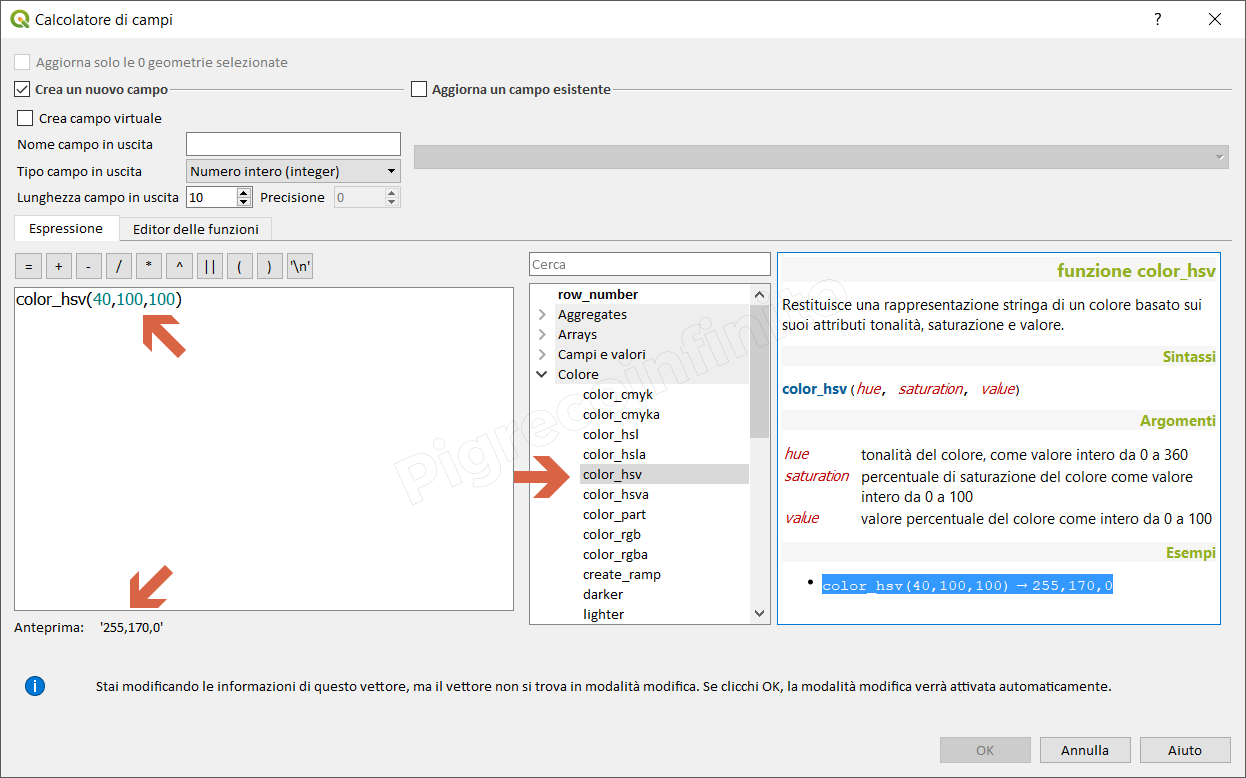 Calcolatore di campi
?
Aggiorna solo le 0 geometrie selezionate
Crea un nuovo campo
Aggiorna un campo esistente
Crea campo virtuale
Nome campo in uscita
Tipo campo in uscita
Numero intero (integer)
Lunghezza campo in uscita
10
Precisione
0
Espressione
Editor delle funzioni
= + - / * ^ || ( ) '\n'
color_hsv(40,100,100)
Anteprima: '255,170,0'
Cerca
row_number
Aggregates
Arrays
Campi e valori
Colore
color_cmyk
color_cmyka
color_hsl
color_hsla
color_hsv
color_hsva
color_part
color_rgb
color_rgba
create_ramp
darker
lighter
funzione color_hsv
Restituisce una rappresentazione stringa di un colore basato sui
suoi attributi tonalità, saturazione e valore.
Sintassi
color_hsv(hue, saturation, value)
Argomenti
hue tonalità del colore, come valore intero da 0 a 360
saturation percentuale di saturazione del colore come valore
intero da 0 a 100
value valore percentuale del colore come intero da 0 a 100
Esempi
• color_hsv(40,100,100) → 255,170,0
Pigrecoinfinito
Stai modificando le informazioni di questo vettore, ma il vettore non si trova in modalità modifica. Se clicchi OK, la modalità modifica verrà attivata automaticamente.
OK
Annulla
Aiuto